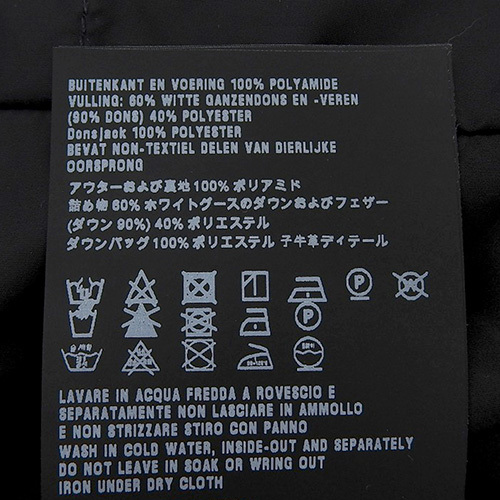 BUITENKANT EN VOERING 100% POLYAMIDE
VULLING: 60% WITTE GANZENDONS EN -VEREN
(90% DONS) 40% POLYESTER
Donsjack 100% POLYESTER
BEVAT NON-TEXTIEL DELEN VAN DIERLIJKE
OORSPRONG
アウターおよび裏地100% ポリアミド
詰め物 60% ホワイトグースのダウンおよびフェザー
(ダウン 90%) 40% ポリエステル
ダウンバッグ 100% ポリエステル 子牛革ディテール
P W
P
LAVARE IN ACQUA FREDDA A ROVESCIO E
SEPARATAMENTE NON LASCIARE IN AMMOLLO
E NON STRIZZARE STIRO CON PANNO
WASH IN COLD WATER, INSIDE-OUT AND SEPARATELY
DO NOT LEAVE IN SOAK OR WRING OUT
IRON UNDER DRY CLOTH